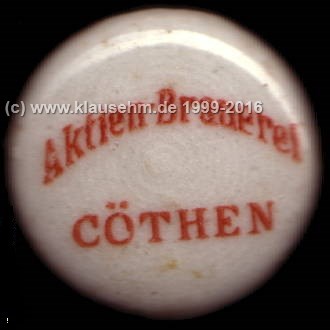 (c) www.klausehm.de 1999-2016
Aktien-Brauerei
CÖTHEN